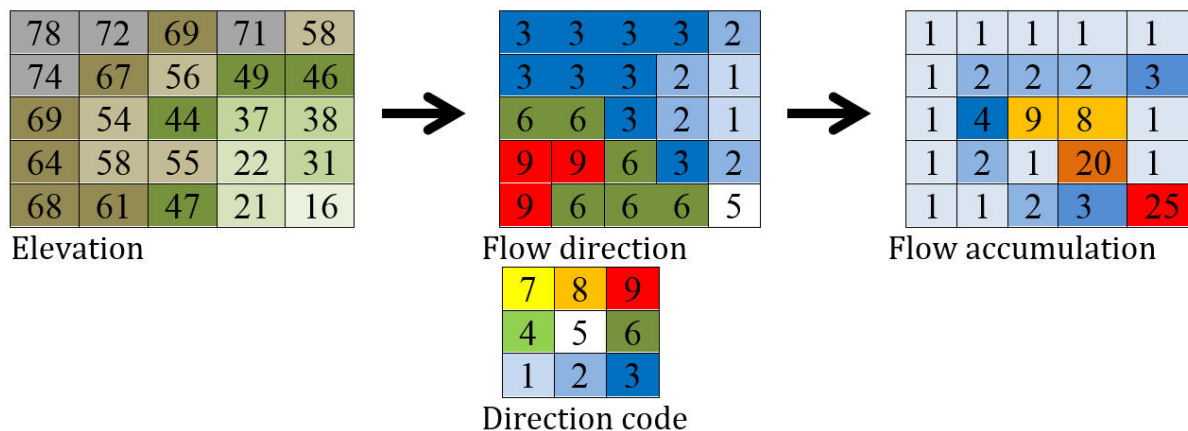 78 72 69 71 58
74 67 56 49 46
69 54 44 37 38
64 58 55 22 31
68 61 47 21 16
Elevation
3 3 3 3 2
3 3 3 2 1
6 6 3 2 1
9 9 6 3 2
9 6 6 6 5
Flow direction
1 1 1 1 1
1 2 2 2 3
1 4 9 8 1
1 2 1 20 1
1 1 2 3 25
Flow accumulation
7 8 9
4 5 6
1 2 3
Direction code